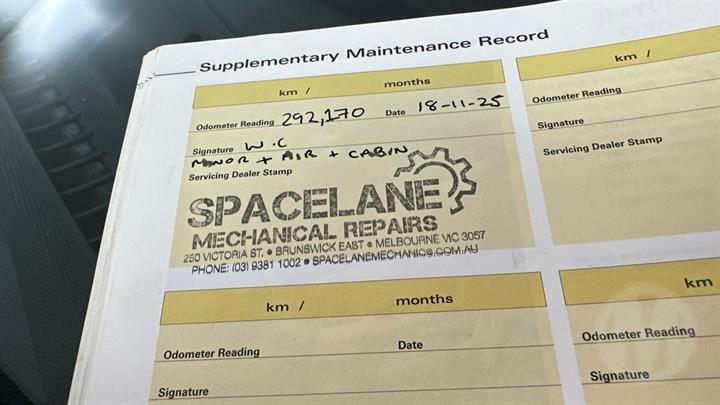 Supplementary Maintenance Record
km / months
Odometer Reading 292,170 Date 18-11-25
Signature W.C
MINOR + AIR + CABIN
Servicing Dealer Stamp
SPACELANE
MECHANICAL REPAIRS
250 VICTORIA ST. • BRUNSWICK EAST • MELBOURNE VIC 3057
PHONE: (03) 9381 1002 • SPACELANEMECHANICS.COM.AU
km /
Odometer Reading
Signature
Servicing Dealer Stamp
km / months
Odometer Reading Date
Signature
km
Odometer Reading
Signature